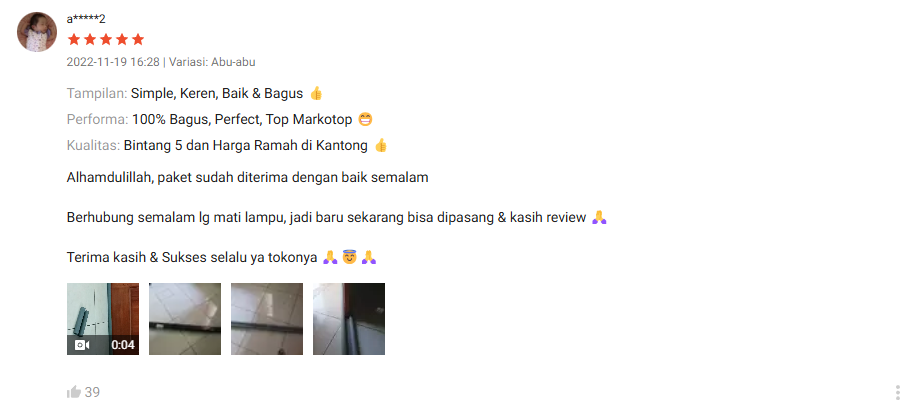 a*****2
2022-11-19 16:28 | Variasi: Abu-abu
Tampilan: Simple, Keren, Baik & Bagus 👍
Performa: 100% Bagus, Perfect, Top Markotop 😁
Kualitas: Bintang 5 dan Harga Ramah di Kantong 👍
Alhamdulillah, paket sudah diterima dengan baik semalam
Berhubung semalam lg mati lampu, jadi baru sekarang bisa dipasang & kasih review 🙏
Terima kasih & Sukses selalu ya tokonya 🙏😇🙏
0:04
39